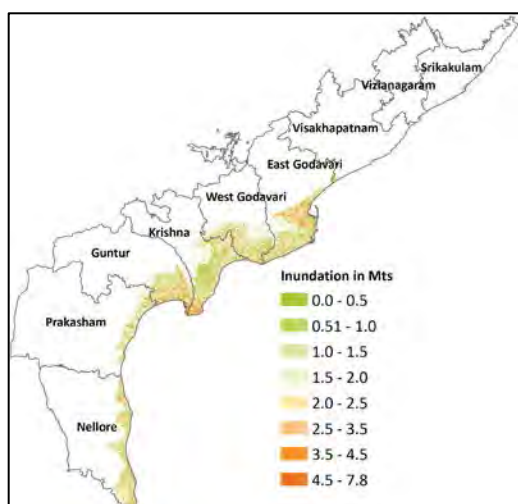 Srikakulam
Vizianagaram
Visakhapatnam
East Godavari
West Godavari
Krishna
Guntur
Prakasham
Nellore
Inundation in Mts
0.0 - 0.5
0.51 - 1.0
1.0 - 1.5
1.5 - 2.0
2.0 - 2.5
2.5 - 3.5
3.5 - 4.5
4.5 - 7.8